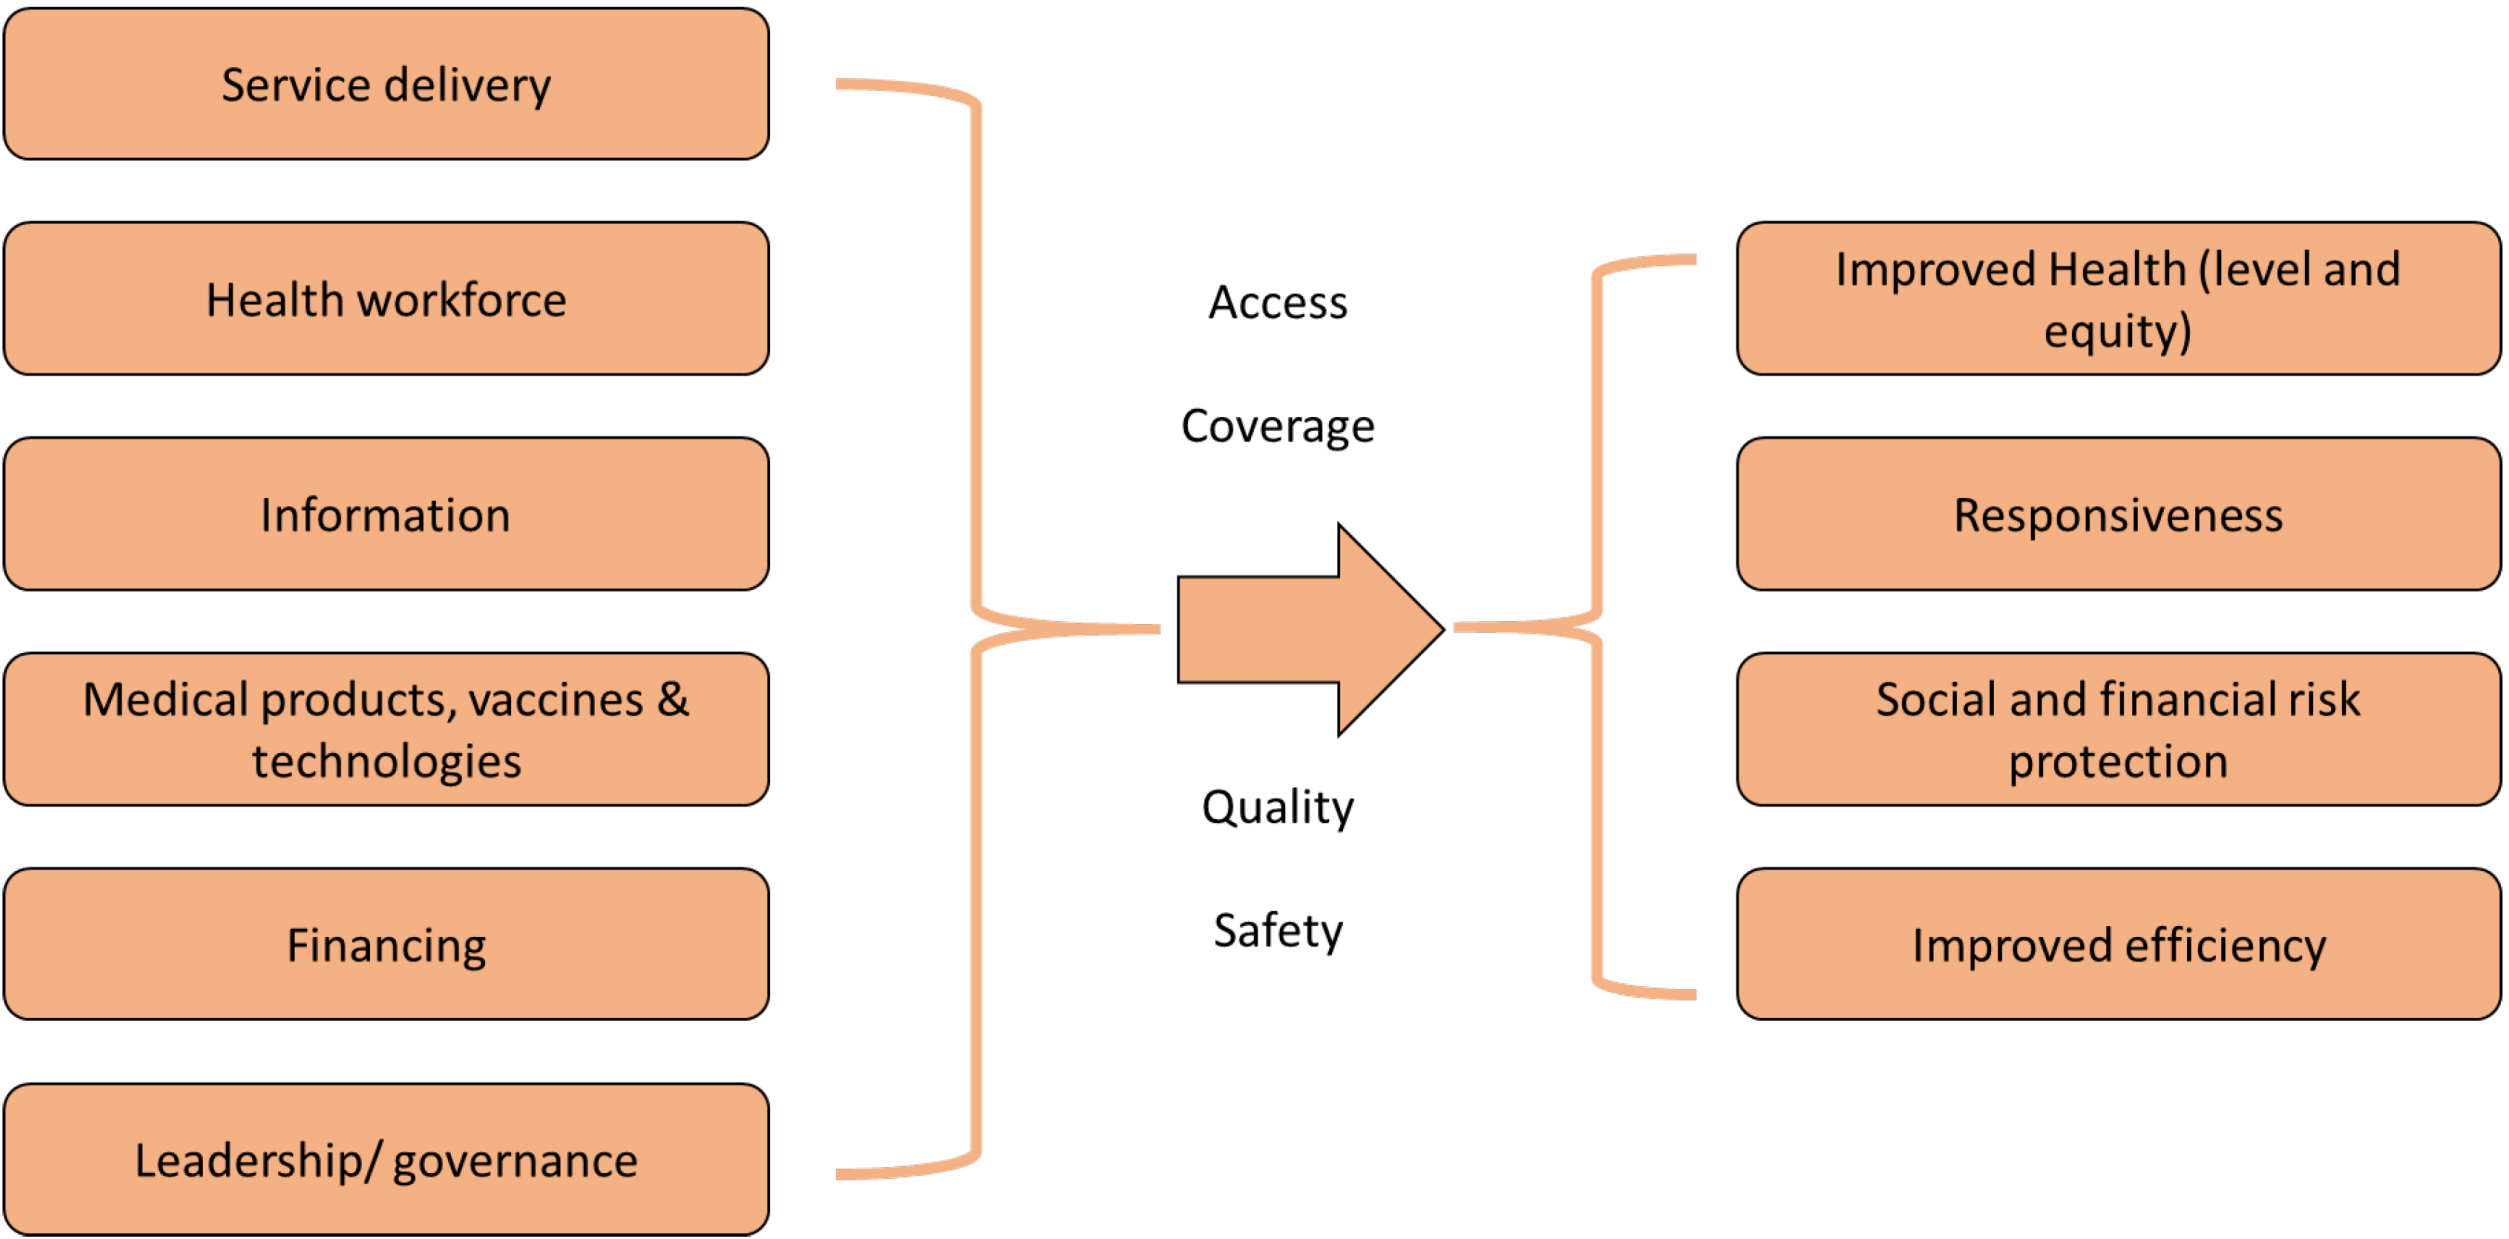 Service delivery
Health workforce
Information
Medical products, vaccines &
technologies
Financing
Leadership/ governance
Access
Coverage
Quality
Safety
Improved Health (level and
equity)
Responsiveness
Social and financial risk
protection
Improved efficiency